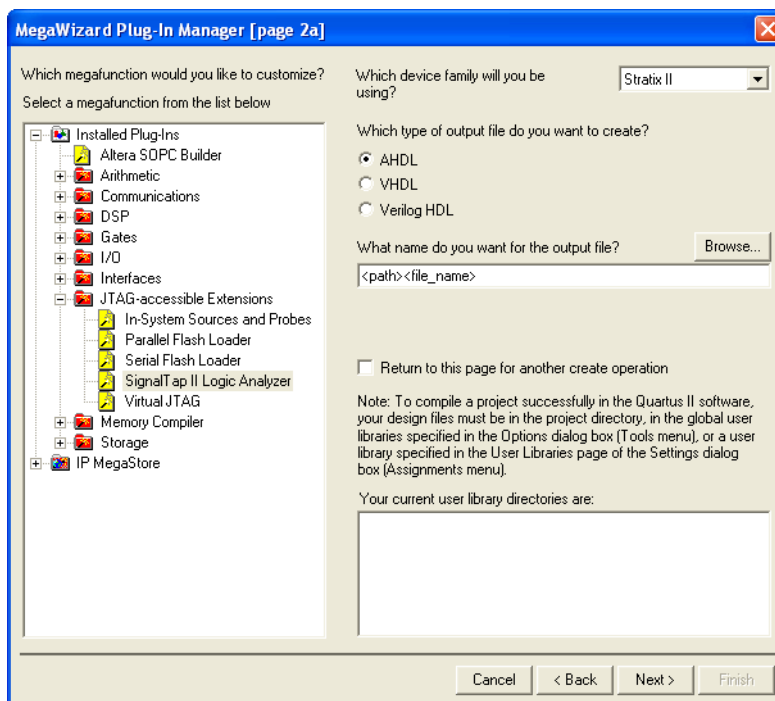 MegaWizard Plug-In Manager [page 2a]
Which megafunction would you like to customize?
Select a megafunction from the list below
Installed Plug-Ins
Altera SOPC Builder
Arithmetic
Communications
DSP
Gates
I/O
Interfaces
JTAG-accessible Extensions
In-System Sources and Probes
Parallel Flash Loader
Serial Flash Loader
SignalTap II Logic Analyzer
Virtual JTAG
Memory Compiler
Storage
IP MegaStore
Which device family will you be
using?
Stratix II
Which type of output file do you want to create?
AHDL
VHDL
Verilog HDL
What name do you want for the output file?
Browse...
<path><file_name>
Return to this page for another create operation
Note: To compile a project successfully in the Quartus II software,
your design files must be in the project directory, in the global user
libraries specified in the Options dialog box (Tools menu), or a user
library specified in the User Libraries page of the Settings dialog
box (Assignments menu).
Your current user library directories are:
Cancel
< Back
Next >
Finish